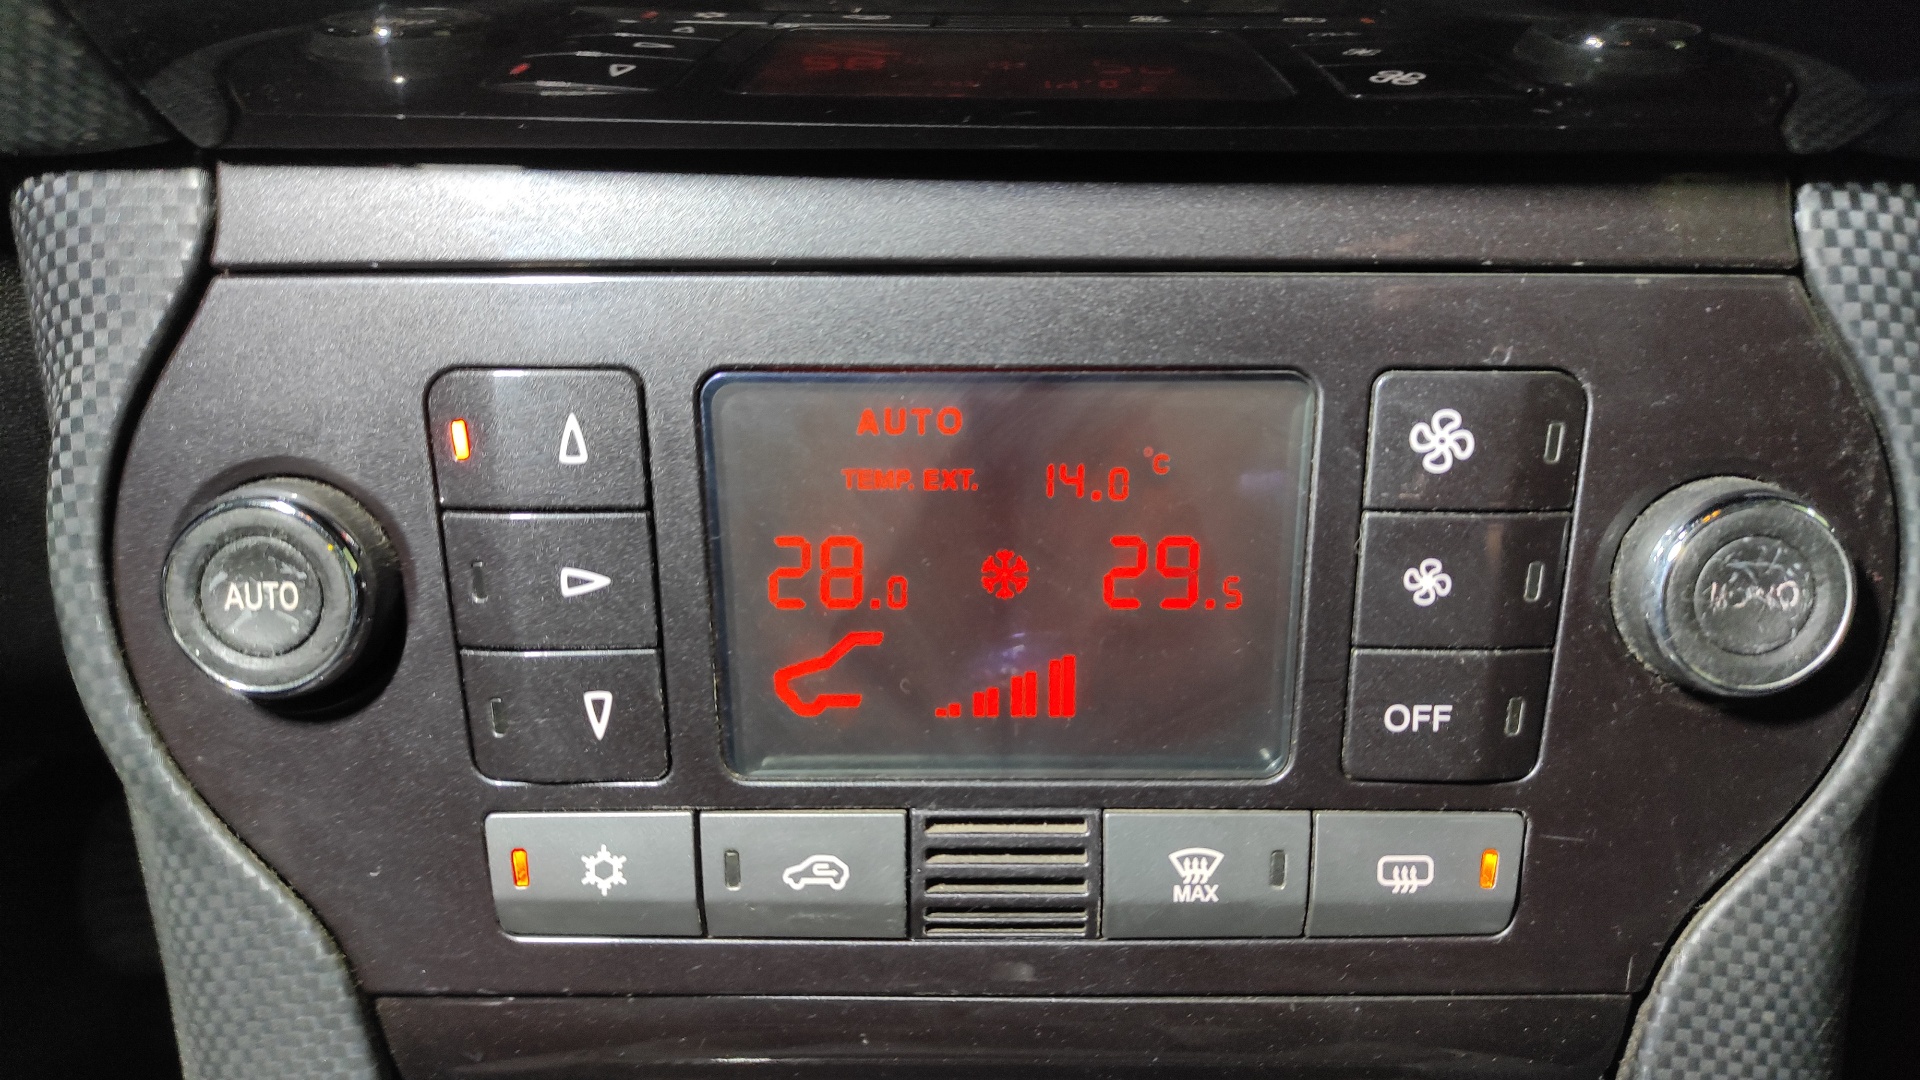 AUTO
TEMP. EXT. 14.0 °C
28.0 29.5
AUTO
OFF
MAX